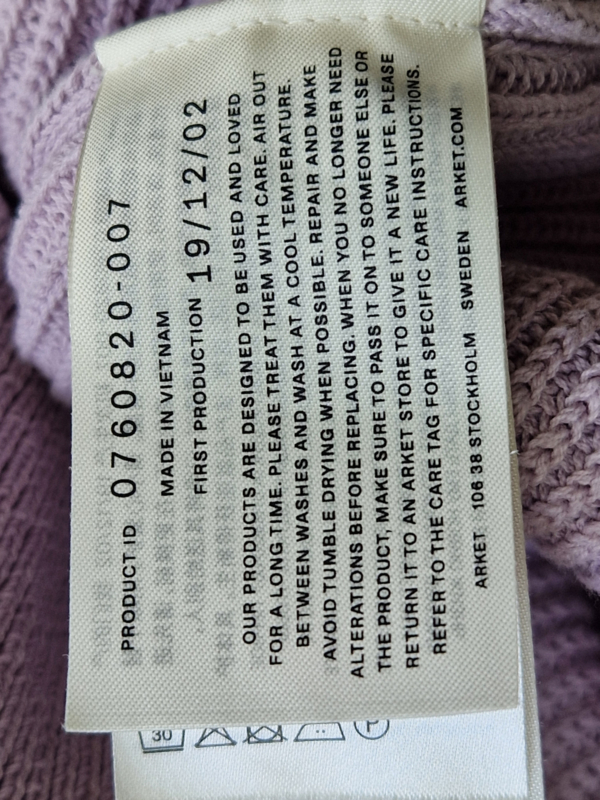 PRODUCT ID 0760820-007
MADE IN VIETNAM
FIRST PRODUCTION 19/12/02
OUR PRODUCTS ARE DESIGNED TO BE USED AND LOVED
FOR A LONG TIME. PLEASE TREAT THEM WITH CARE. AIR OUT
BETWEEN WASHES AND WASH AT A COOL TEMPERATURE.
AVOID TUMBLE DRYING WHEN POSSIBLE. REPAIR AND MAKE
ALTERATIONS BEFORE REPLACING. WHEN YOU NO LONGER NEED
THE PRODUCT, MAKE SURE TO PASS IT ON TO SOMEONE ELSE OR
RETURN IT TO AN ARKET STORE TO GIVE IT A NEW LIFE. PLEASE
REFER TO THE CARE TAG FOR SPECIFIC CARE INSTRUCTIONS.
ARKET 106 38 STOCKHOLM SWEDEN ARKET.COM
30
P